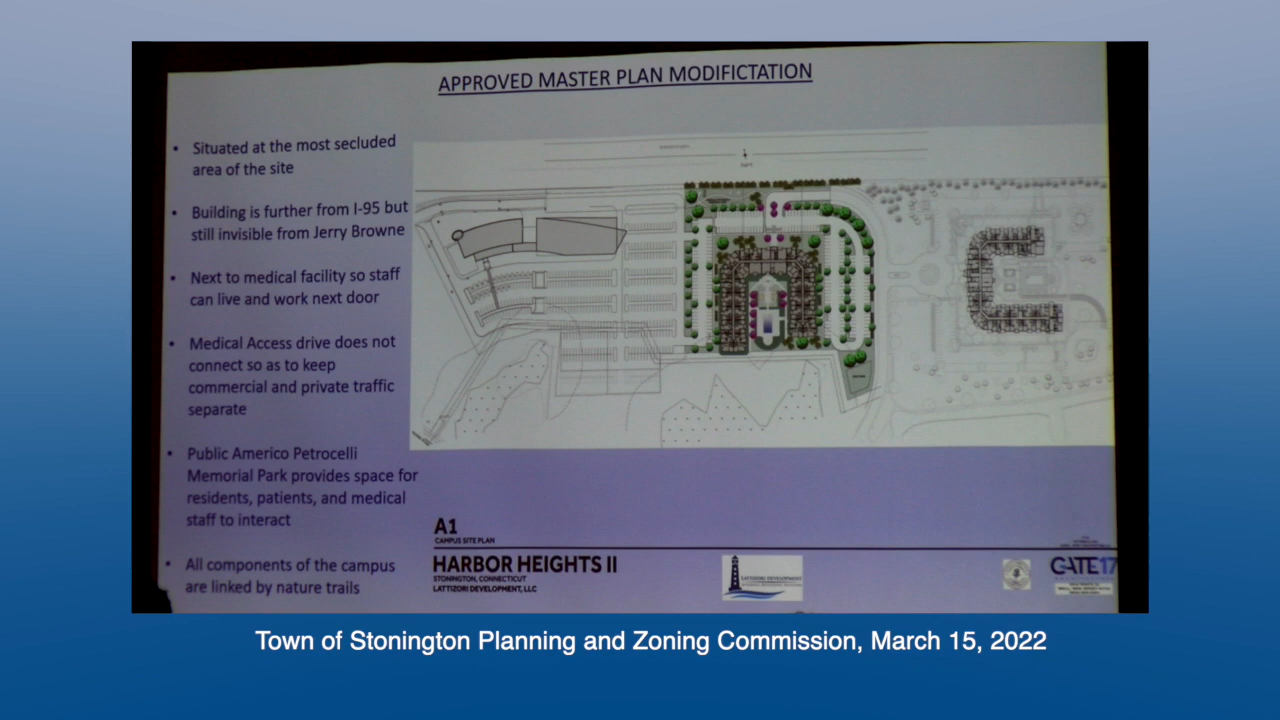 APPROVED MASTER PLAN MODIFICTATION
• Situated at the most secluded
area of the site
• Building is further from I-95 but
still invisible from Jerry Browne
• Next to medical facility so staff
can live and work next door
• Medical Access drive does not
connect so as to keep
commercial and private traffic
separate
• Public Americo Petrocelli
Memorial Park provides space for
residents, patients, and medical
staff to interact
• All components of the campus
are linked by nature trails
A1
CAMPUS SITE PLAN
HARBOR HEIGHTS II
STONINGTON, CONNECTICUT
LATTIZORI DEVELOPMENT, LLC
LATTIZORI DEVELOPMENT
GATE17
Town of Stonington Planning and Zoning Commission, March 15, 2022